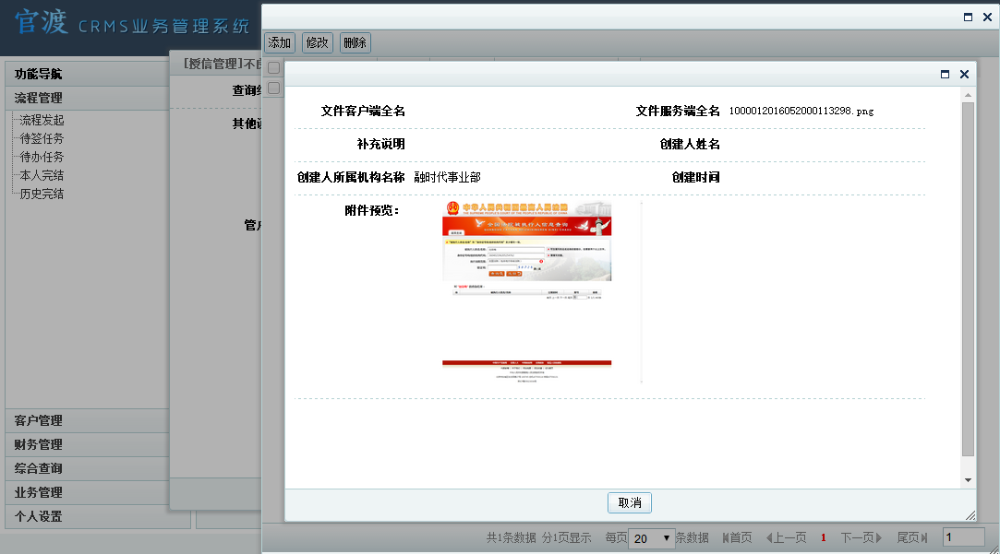 官渡 CRMS业务管理系统
添加 修改 删除
功能导航
[授信管理]不
流程管理
流程发起
待签任务
待办任务
本人完结
历史完结
查询
其他
管
文件客户端全名
文件服务端全名 1000012016052000113298.png
补充说明
创建人姓名
创建人所属机构名称 融时代事业部
创建时间
附件预览：
中华人民共和国最高人民法院
全国法院被执行人信息查询
客户管理
财务管理
综合查询
业务管理
个人设置
取消
共1条数据 分1页显示 每页 20 条数据 首页 上一页 1 下一页 尾页 1